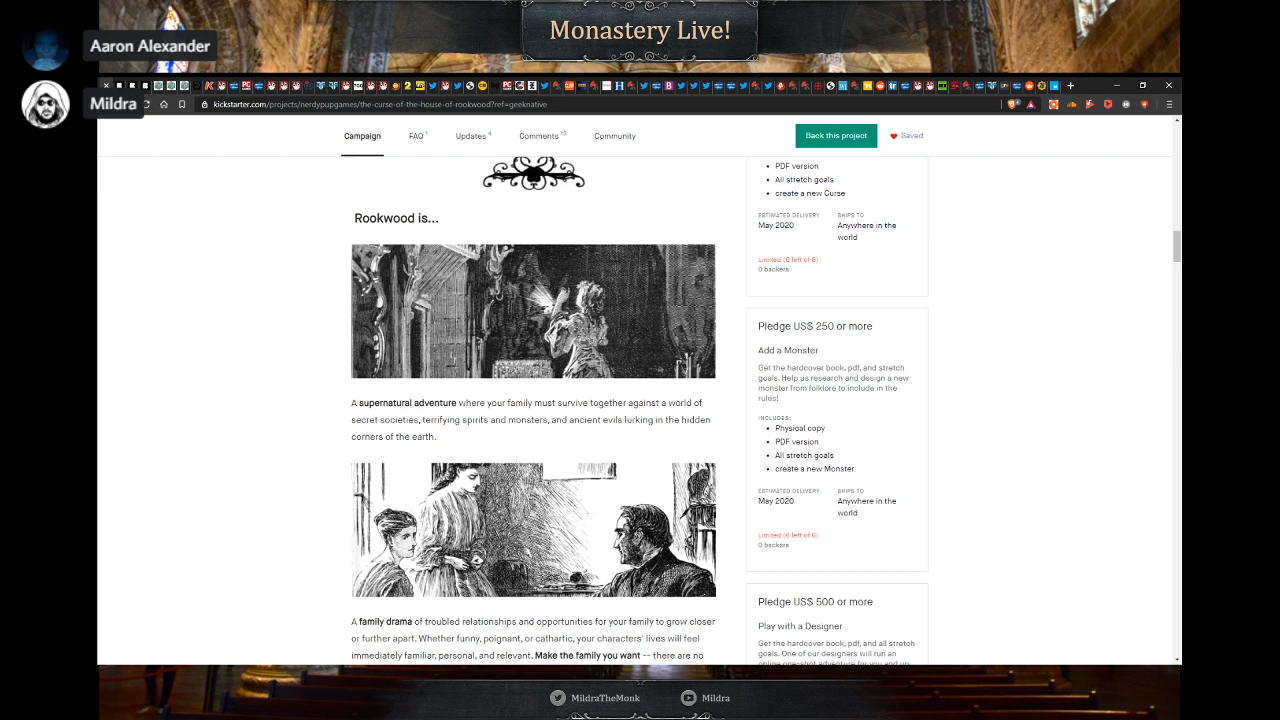 Monastery Live!
Aaron Alexander
Mildra
kickstarter.com/projects/nerdypupgames/the-curse-of-the-house-of-rookwood?ref=geeknative
Campaign
FAQ 1
Updates 4
Comments 13
Community
Back this project
Saved
Rookwood is...
A supernatural adventure where your family must survive together against a world of
secret societies, terrifying spirits and monsters, and ancient evils lurking in the hidden
corners of the earth.
A family drama of troubled relationships and opportunities for your family to grow closer
or further apart. Whether funny, poignant, or cathartic, your characters' lives will feel
immediately familiar, personal, and relevant. Make the family you want -- there are no
• PDF version
• All stretch goals
• create a new Curse
ESTIMATED DELIVERY
May 2020
SHIPS TO
Anywhere in the
world
Limited (6 left of 6)
0 backers
Pledge US$ 250 or more
Add a Monster
Get the hardcover book, pdf, and stretch
goals. Help us research and design a new
monster from folklore to include in the
rules!
INCLUDES:
• Physical copy
• PDF version
• All stretch goals
• create a new Monster
ESTIMATED DELIVERY
May 2020
SHIPS TO
Anywhere in the
world
Limited (6 left of 6)
0 backers
Pledge US$ 500 or more
Play with a Designer
Get the hardcover book, pdf, and all stretch
goals. One of our designers will run an
online one-shot adventure for you and up
MildraTheMonk
Mildra